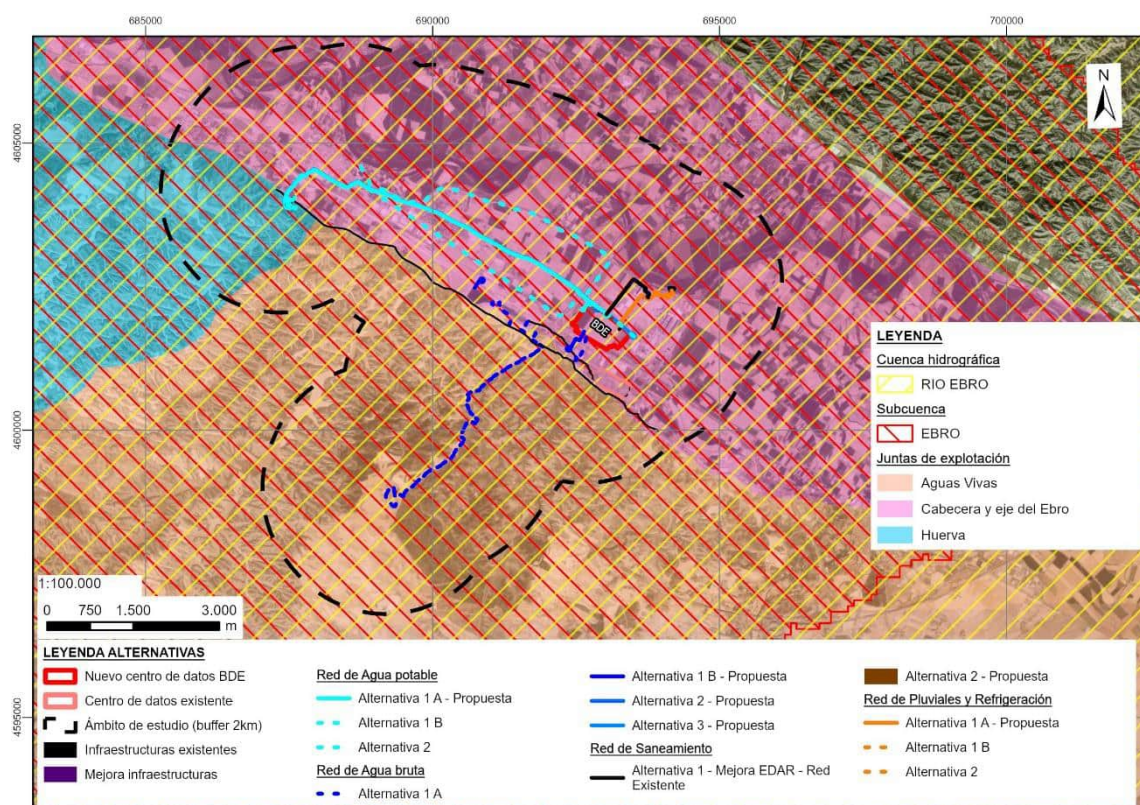 685000 690000 695000 700000
4605000
4600000
4595000
N
BDE
LEYENDA
Cuenca hidrográfica
RIO EBRO
Subcuenca
EBRO
Juntas de explotación
Aguas Vivas
Cabecera y eje del Ebro
Huerva
1:100.000
0 750 1.500 3.000
m
LEYENDA ALTERNATIVAS
Nuevo centro de datos BDE
Centro de datos existente
Ámbito de estudio (buffer 2km)
Infraestructuras existentes
Mejora infraestructuras
Red de Agua potable
Alternativa 1 A - Propuesta
Alternativa 1 B
Alternativa 2
Red de Agua bruta
Alternativa 1 A
Alternativa 1 B - Propuesta
Alternativa 2 - Propuesta
Alternativa 3 - Propuesta
Red de Saneamiento
Alternativa 1 - Mejora EDAR - Red
Existente
Alternativa 2 - Propuesta
Red de Pluviales y Refrigeración
Alternativa 1 A - Propuesta
Alternativa 1 B
Alternativa 2